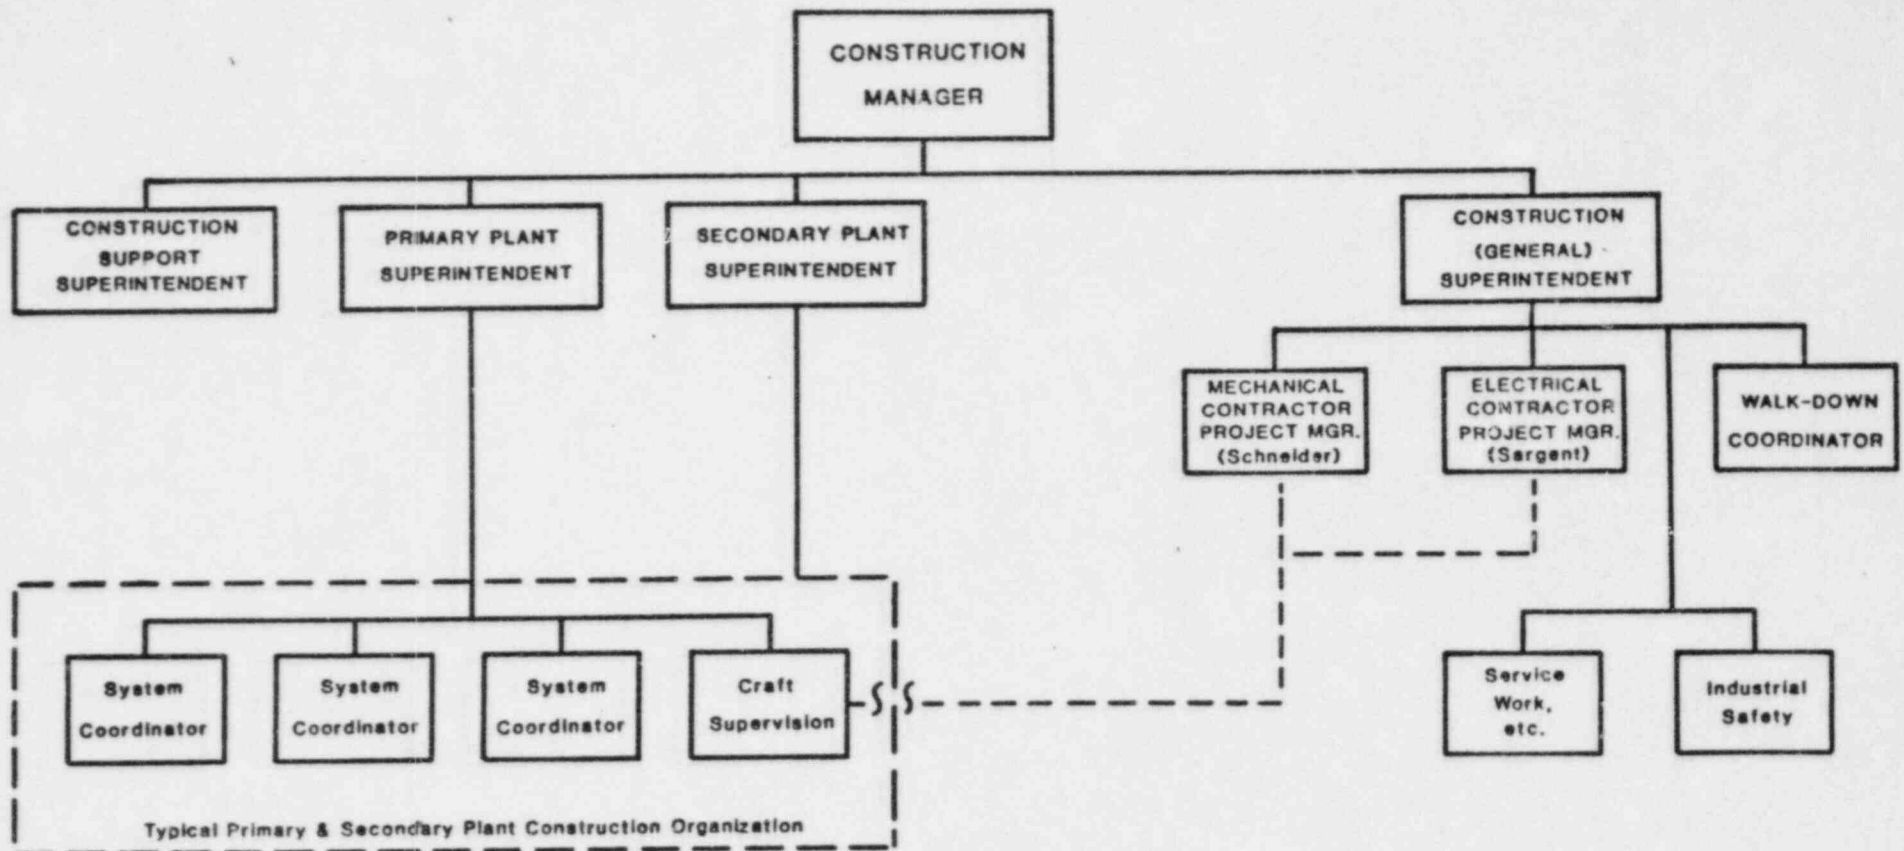 CONSTRUCTION
MANAGER
CONSTRUCTION
SUPPORT
SUPERINTENDENT
PRIMARY PLANT
SUPERINTENDENT
SECONDARY PLANT
SUPERINTENDENT
CONSTRUCTION
(GENERAL)
SUPERINTENDENT
MECHANICAL
CONTRACTOR
PROJECT MGR.
(Schneider)
ELECTRICAL
CONTRACTOR
PROJECT MGR.
(Sargent)
WALK-DOWN
COORDINATOR
System
Coordinator
System
Coordinator
System
Coordinator
Craft
Supervision
Service
Work,
etc.
Industrial
Safety
Typical Primary & Secondary Plant Construction Organization